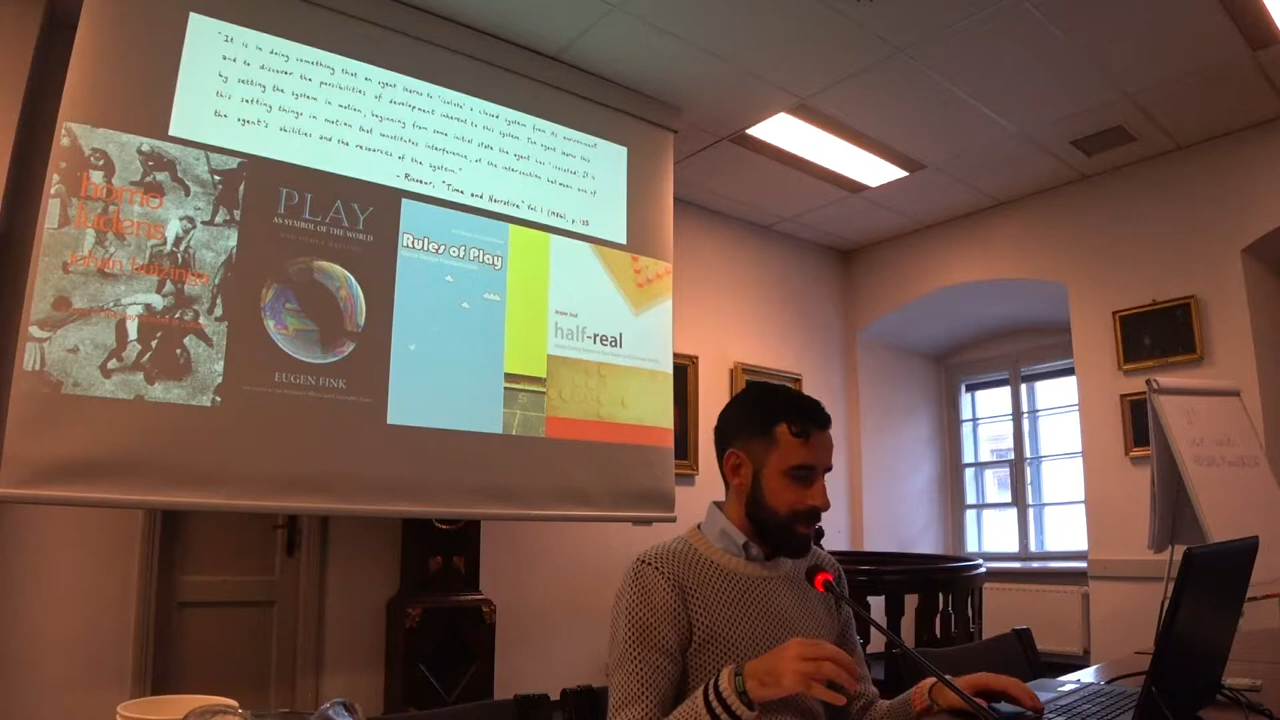 "It is in doing something that an agent learns to 'isolate' a closed system from its environment
and to discover the possibilities of development inherent to this system. The agent learns this
by setting the system in motion, beginning from some initial state the agent has 'isolated'. It is
this setting things in motion that constitutes interference, at the intersection between one of
the agent's abilities and the resources of the system."
- Ricoeur, "Time and Narrative" Vol. 1 (1984), p. 135
homo
ludens
johan huizinga
PLAY
AS SYMBOL OF THE WORLD
EUGEN FINK
Rules of Play
half-real